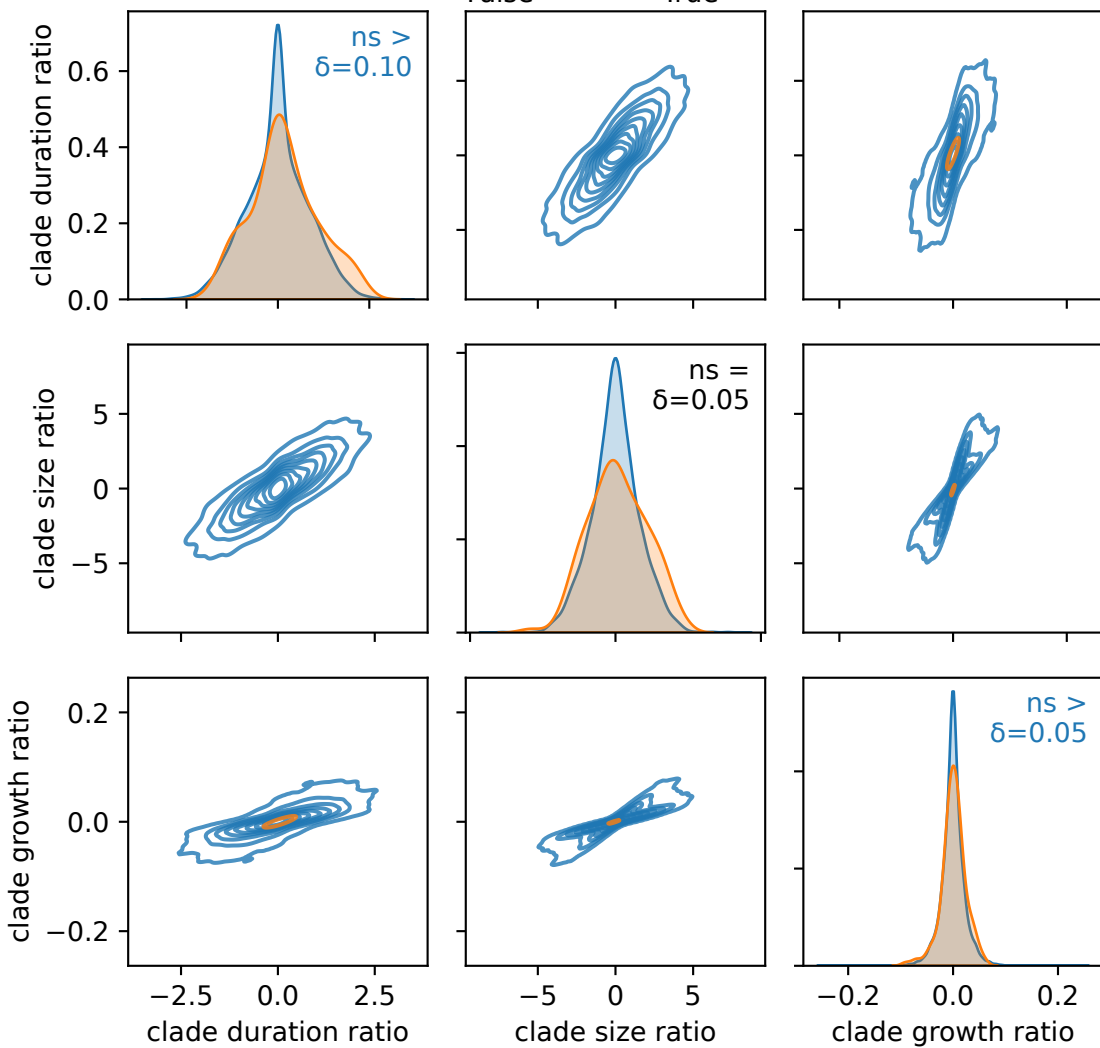 clade duration ratio
0.6
0.4
0.2
0.0
ns >
δ=0.10
clade size ratio
5
0
−5
ns =
δ=0.05
clade growth ratio
0.2
0.0
−0.2
ns >
δ=0.05
−2.5
0.0
2.5
−5
0
5
−0.2
0.0
0.2
clade duration ratio
clade size ratio
clade growth ratio